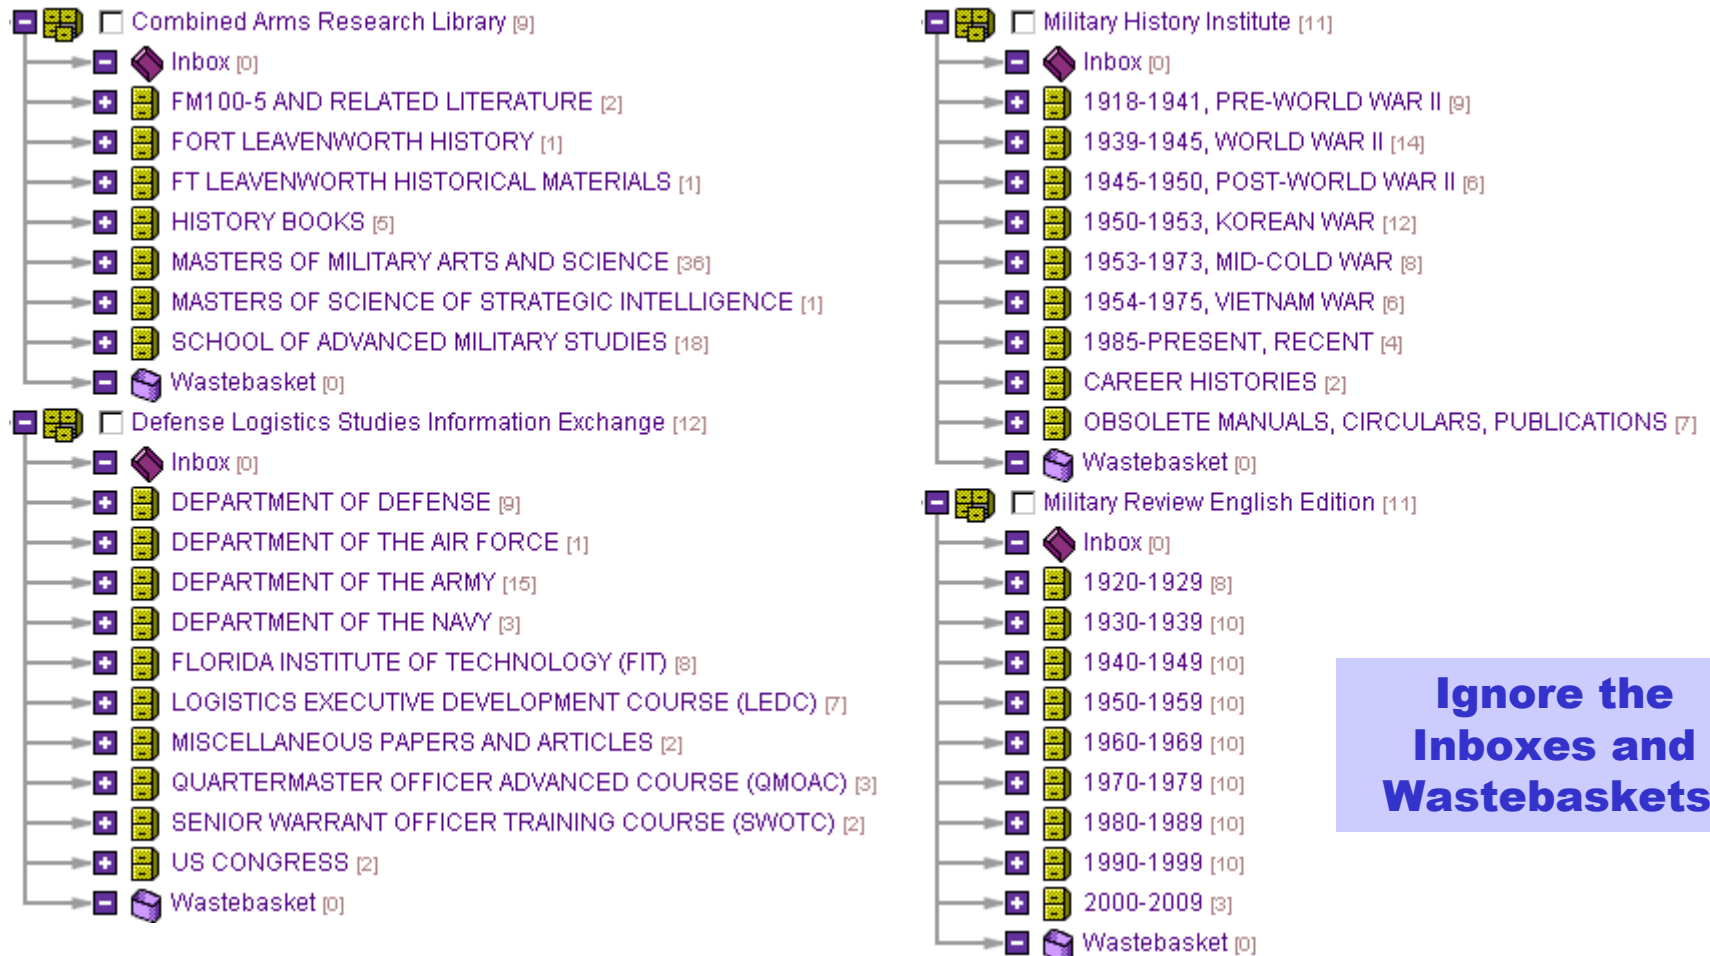 Combined Arms Research Library [9]
Inbox [0]
FM100-5 AND RELATED LITERATURE [2]
FORT LEAVENWORTH HISTORY [1]
FT LEAVENWORTH HISTORICAL MATERIALS [1]
HISTORY BOOKS [5]
MASTERS OF MILITARY ARTS AND SCIENCE [36]
MASTERS OF SCIENCE OF STRATEGIC INTELLIGENCE [1]
SCHOOL OF ADVANCED MILITARY STUDIES [18]
Wastebasket [0]
Defense Logistics Studies Information Exchange [12]
Inbox [0]
DEPARTMENT OF DEFENSE [9]
DEPARTMENT OF THE AIR FORCE [1]
DEPARTMENT OF THE ARMY [15]
DEPARTMENT OF THE NAVY [3]
FLORIDA INSTITUTE OF TECHNOLOGY (FIT) [8]
LOGISTICS EXECUTIVE DEVELOPMENT COURSE (LEDC) [7]
MISCELLANEOUS PAPERS AND ARTICLES [2]
QUARTERMASTER OFFICER ADVANCED COURSE (QMOAC) [3]
SENIOR WARRANT OFFICER TRAINING COURSE (SWOTC) [2]
US CONGRESS [2]
Wastebasket [0]
Military History Institute [11]
Inbox [0]
1918-1941, PRE-WORLD WAR II [9]
1939-1945, WORLD WAR II [14]
1945-1950, POST-WORLD WAR II [6]
1950-1953, KOREAN WAR [12]
1953-1973, MID-COLD WAR [8]
1954-1975, VIETNAM WAR [6]
1985-PRESENT, RECENT [4]
CAREER HISTORIES [2]
OBSOLETE MANUALS, CIRCULARS, PUBLICATIONS [7]
Wastebasket [0]
Military Review English Edition [11]
Inbox [0]
1920-1929 [8]
1930-1939 [10]
1940-1949 [10]
1950-1959 [10]
1960-1969 [10]
1970-1979 [10]
1980-1989 [10]
1990-1999 [10]
2000-2009 [3]
Wastebasket [0]
Ignore the
Inboxes and
Wastebaskets